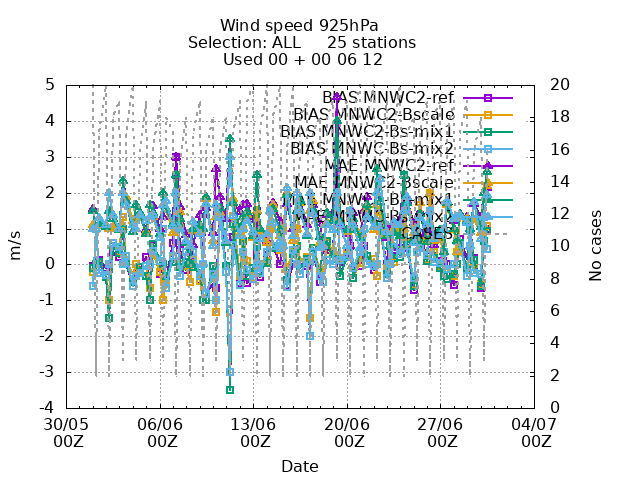 Wind speed 925hPa
Selection: ALL 25 stations
Used 00 + 00 06 12
5 20
BIAS MNWC2-ref
BIAS MNWC2-Bscale
4 18
BIAS MNWC2-Bs-mix1
BIAS MNWC-Bs-mix2
3 16
MAE MNWC2-ref
MAE MNWC2-Bscale
2 14
MAE MNWC2-Bs-mix1
MAE MNWC-Bs-mix2
12
CASES
1 10
0 8
-1 6
-2 4
-3 2
-4 0
m/s
No cases
30/05 06/06 13/06 20/06 27/06 04/07
00Z 00Z 00Z 00Z 00Z 00Z
Date